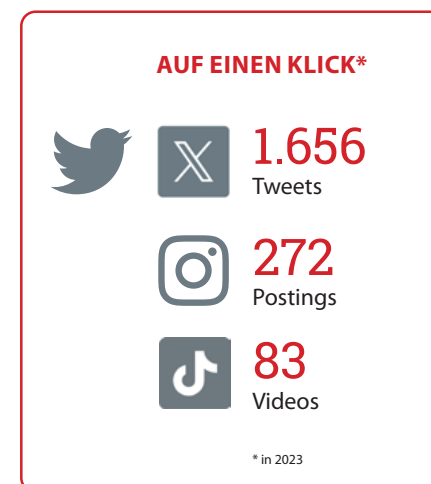 AUF EINEN KLICK*
1.656
Tweets
272
Postings
83
Videos
* in 2023